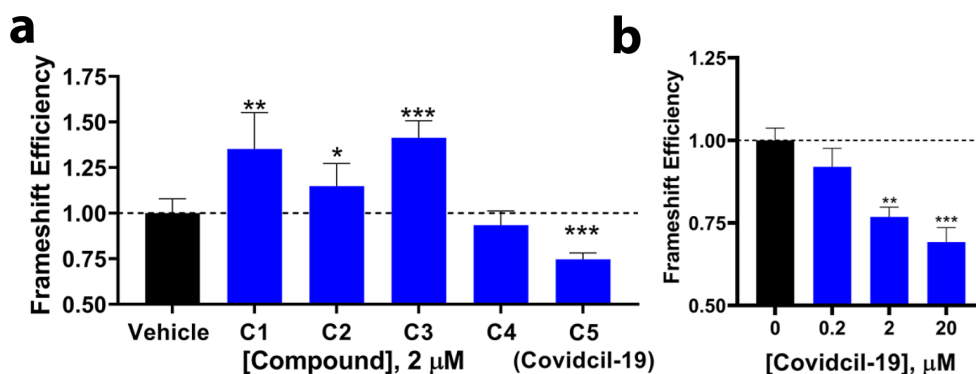 a
Frameshift Efficiency
1.75
1.50
1.25
1.00
0.75
0.50
**
*
***
***
Vehicle C1 C2 C3 C4 C5
[Compound], 2 μM (Covidcil-19)
b
Frameshift Efficiency
1.25
1.00
0.75
0.50
**
***
0 0.2 2 20
[Covidcil-19], μM